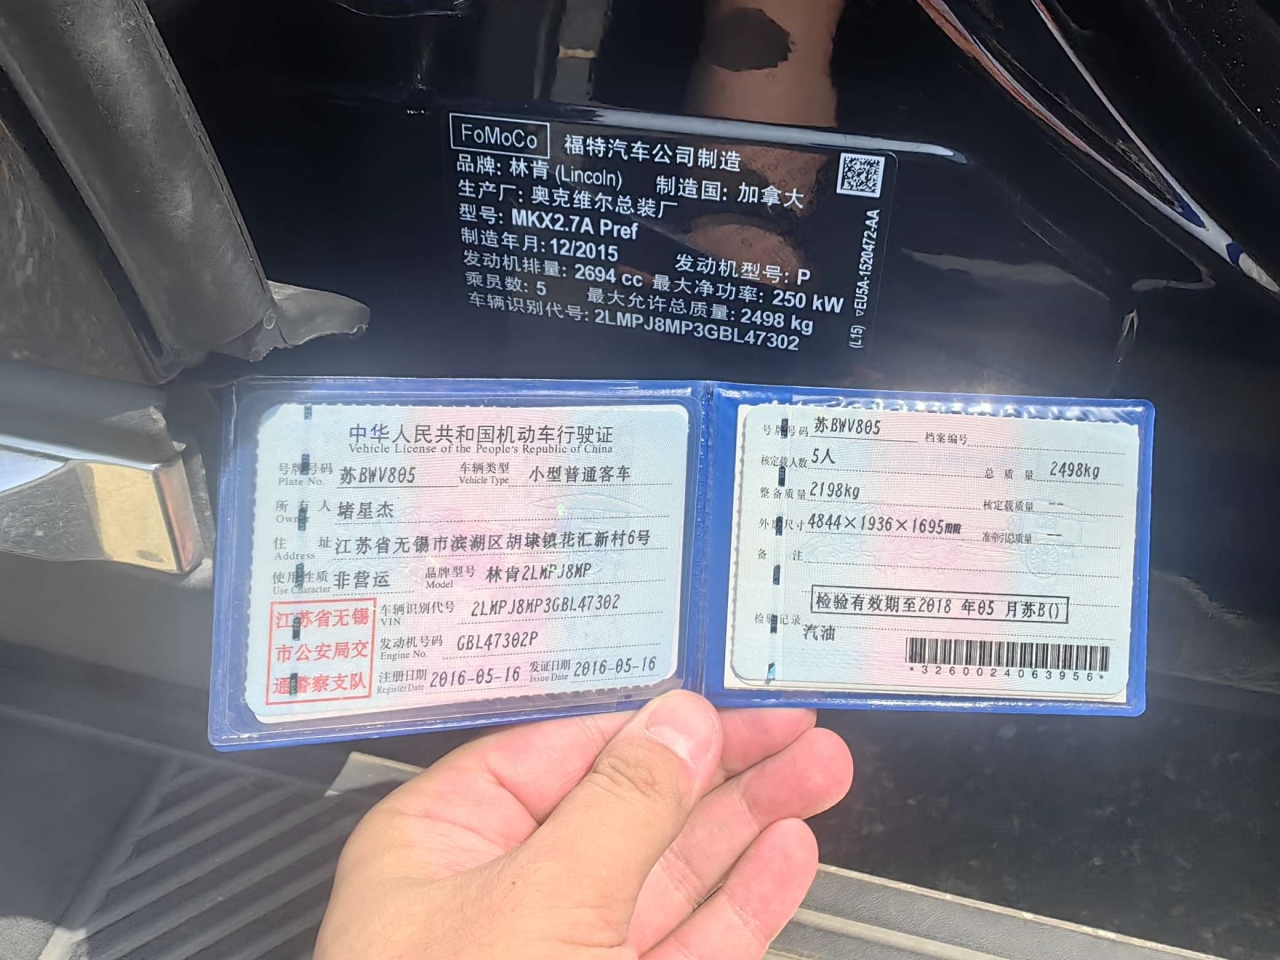 FoMoCo 福特汽车公司制造
品牌: 林肯 (Lincoln) 制造国: 加拿大
生产厂: 奥克维尔总装厂
型号: MKX2.7A Pref
制造年月: 12/2015 发动机型号: P
发动机排量: 2694 cc 最大净功率: 250 kW
乘员数: 5 最大允许总质量: 2498 kg
车辆识别代号: 2LMPJ8MP3GBL47302
(L15) ▽EU5A-1520472-AA
中华人民共和国机动车行驶证
Vehicle License of the People's Republic of China
号牌号码 苏BWV805 车辆类型 小型普通客车
Plate No. Vehicle Type
所有人 堵星杰
Owner
住址 江苏省无锡市滨湖区胡埭镇花汇新村6号
Address
使用性质 非营运 品牌型号 林肯2LMPJ8MP
Use Character Model
江苏省无锡
市公安局交
通警察支队
车辆识别代号 2LMPJ8MP3GBL47302
VIN
发动机号码 GBL47302P
Engine No.
注册日期 2016-05-16 发证日期 2016-05-16
Register Date Issue Date
号牌号码 苏BWV805 档案编号
核定载人数 5人 总质量 2498kg
整备质量 2198kg 核定载质量 --
外廓尺寸 4844×1936×1695mm 准牵引总质量 --
备注
检验有效期至2018 年05 月苏B()
检验记录
汽油
*3260024063956*